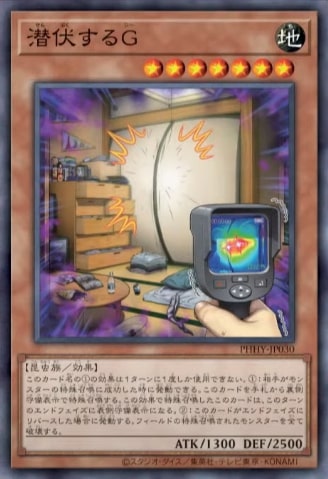 潜伏するG
地
PHHY-JP030
【昆虫族/効果】
このカード名の①の効果は1ターンに1度しか使用できない。①:相手がモン
スターの特殊召喚に成功した時に発動できる。このカードを手札から裏側
守備表示で特殊召喚する。この効果で特殊召喚したこのカードは、このターン
のエンドフェイズに表側守備表示になる。②:このカードがエンドフェイズに
リバースした場合に発動する。フィールドの特殊召喚されたモンスターを全て
破壊する。
ATK/1300 DEF/2500
©スタジオ・ダイス/集英社・テレビ東京・KONAMI